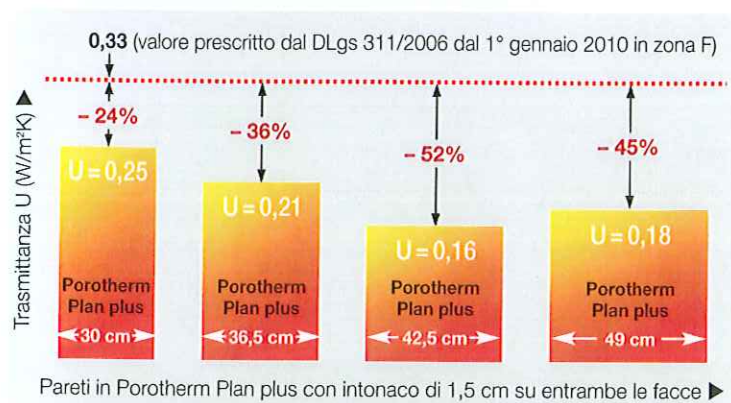 0,33 (valore prescritto dal DLgs 311/2006 dal 1° gennaio 2010 in zona F)
Trasmittanza U (W/m²K) ▶
– 24%
– 36%
– 52%
– 45%
U = 0,25
Porotherm
Plan plus
30 cm
U = 0,21
Porotherm
Plan plus
36,5 cm
U = 0,16
Porotherm
Plan plus
42,5 cm
U = 0,18
Porotherm
Plan plus
49 cm
Pareti in Porotherm Plan plus con intonaco di 1,5 cm su entrambe le facce ▶